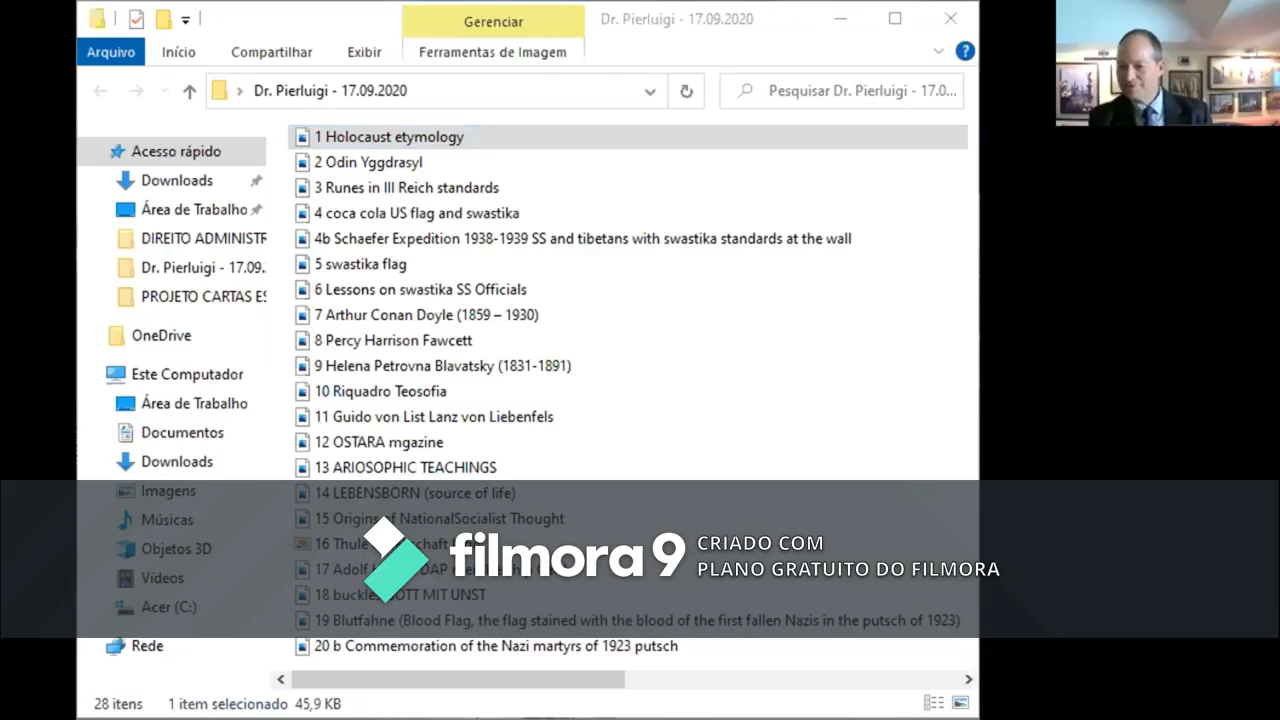 Gerenciar
Dr. Pierluigi - 17.09.2020
Arquivo
Início
Compartilhar
Exibir
Ferramentas de Imagem
Dr. Pierluigi - 17.09.2020
Pesquisar Dr. Pierluigi - 17.0...
Acesso rápido
Downloads
Área de Trabalho
DIREITO ADMINISTR
Dr. Pierluigi - 17.09.
PROJETO CARTAS ES
OneDrive
Este Computador
Área de Trabalho
Documentos
Downloads
Imagens
Músicas
Objetos 3D
Vídeos
Acer (C:)
Rede
1 Holocaust etymology
2 Odin Yggdrasyl
3 Runes in III Reich standards
4 coca cola US flag and swastika
4b Schaefer Expedition 1938-1939 SS and tibetans with swastika standards at the wall
5 swastika flag
6 Lessons on swastika SS Officials
7 Arthur Conan Doyle (1859 – 1930)
8 Percy Harrison Fawcett
9 Helena Petrovna Blavatsky (1831-1891)
10 Riquadro Teosofia
11 Guido von List Lanz von Liebenfels
12 OSTARA mgazine
13 ARIOSOPHIC TEACHINGS
14 LEBENSBORN (source of life)
15 Origins of NationalSocialist Thought
16 Thule
17 Adolf
18 buckle GOTT MIT UNST
19 Blutfahne (Blood Flag, the flag stained with the blood of the first fallen Nazis in the putsch of 1923)
20 b Commemoration of the Nazi martyrs of 1923 putsch
filmora 9
CRIADO COM
PLANO GRATUITO DO FILMORA
28 itens
1 item selecionado
45,9 KB